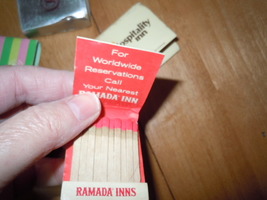 Hospitality
inn
For
Worldwide
Reservations
Call
Your Nearest
RAMADA INN
RAMADA INNS